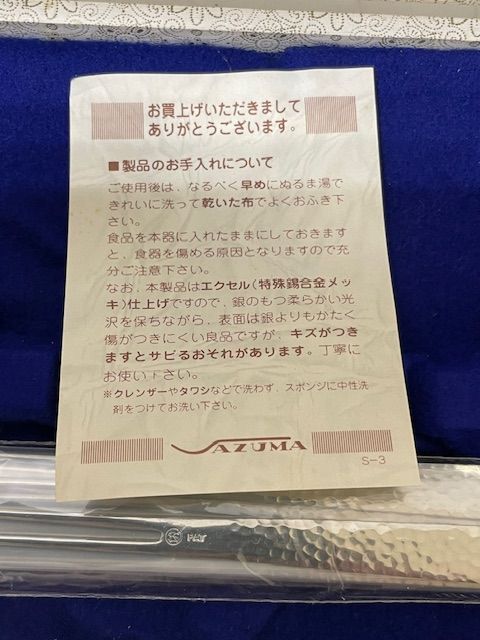 お買上げいただきまして
ありがとうございます。
■製品のお手入れについて
ご使用後は、なるべく早めにぬるま湯で
きれいに洗って乾いた布でよくおふき下
さい。
食品を本器に入れたままにしておきます
と、食器を傷める原因となりますので充
分ご注意下さい。
なお、本製品はエクセル(特殊錫合金メッ
キ)仕上げですので、銀のもつ柔らかい光
沢を保ちながら、表面は銀よりもかたく
傷がつきにくい良品ですが、キズがつき
ますとサビるおそれがあります。丁寧に
お使い下さい。
※クレンザーやタワシなどで洗わず、スポンジに中性洗
剤をつけてお洗い下さい。
YAZUMA
S-3
PAT